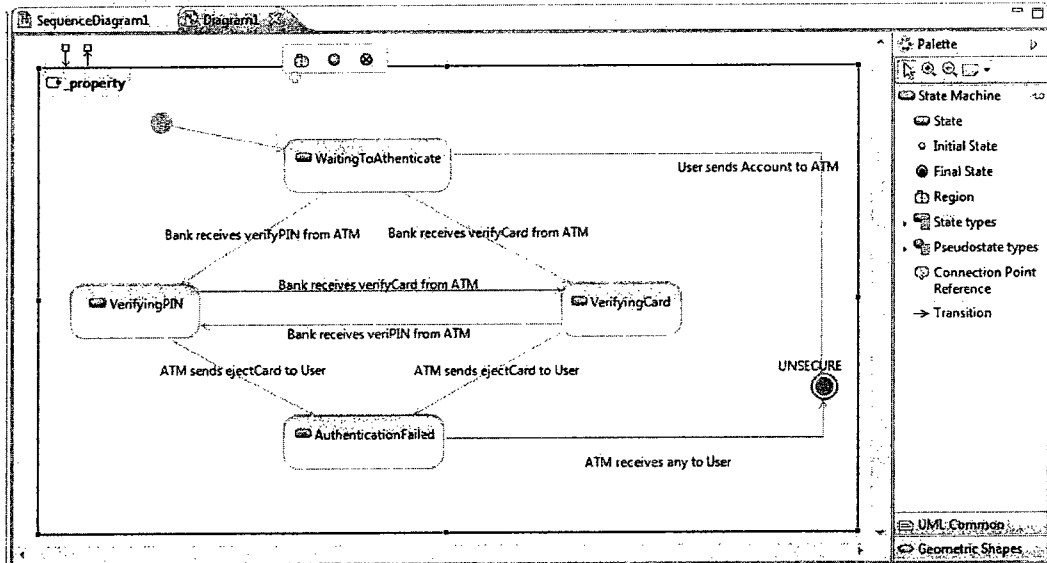 SequenceDiagram1
Diagram1
_property
WaitingToAthenticate
User sends Account to ATM
Bank receives verifyPIN from ATM
Bank receives verifyCard from ATM
Bank receives verifyCard from ATM
VerifyingPIN
VerifyingCard
Bank receives veriPIN from ATM
ATM sends ejectCard to User
ATM sends ejectCard to User
UNSECURE
AuthenticationFailed
ATM receives any to User
Palette
State Machine
State
Initial State
Final State
Region
State types
Pseudostate types
Connection Point
Reference
Transition
UML Common
Geometric Shapes